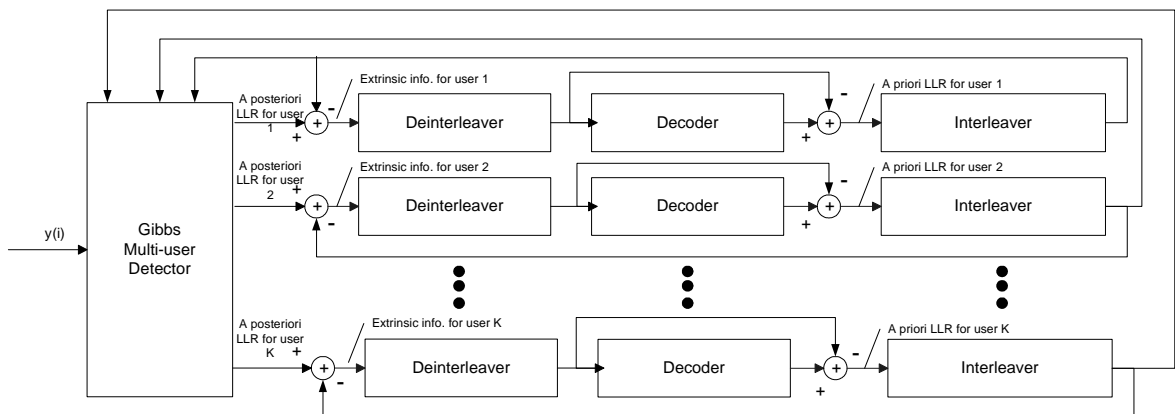 A posteriori
LLR for user
1
-
+
+
Extrinsic info. for user 1
Deinterleaver
Decoder
-
+
+
A priori LLR for user 1
Interleaver
A posteriori
LLR for user
2
+
+
-
Extrinsic info. for user 2
Deinterleaver
Decoder
-
+
+
A priori LLR for user 2
Interleaver
y(i)
Gibbs
Multi-user
Detector
A posteriori
LLR for user
K
+
+
-
Extrinsic info. for user K
Deinterleaver
Decoder
-
+
+
A priori LLR for user K
Interleaver